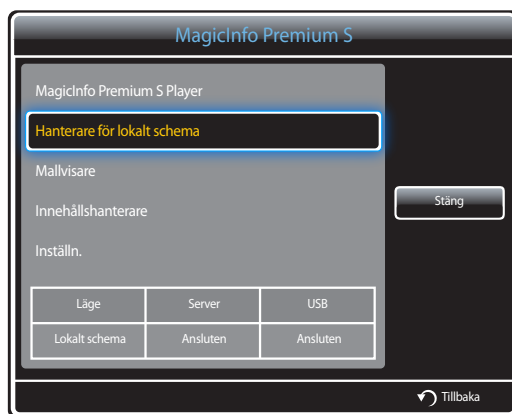 MagicInfo Premium S
MagicInfo Premium S Player
Hanterare för lokalt schema
Mallvisare
Innehållshanterare
Inställn.
Stäng
Läge Server USB
Lokalt schema Ansluten Ansluten
Tillbaka